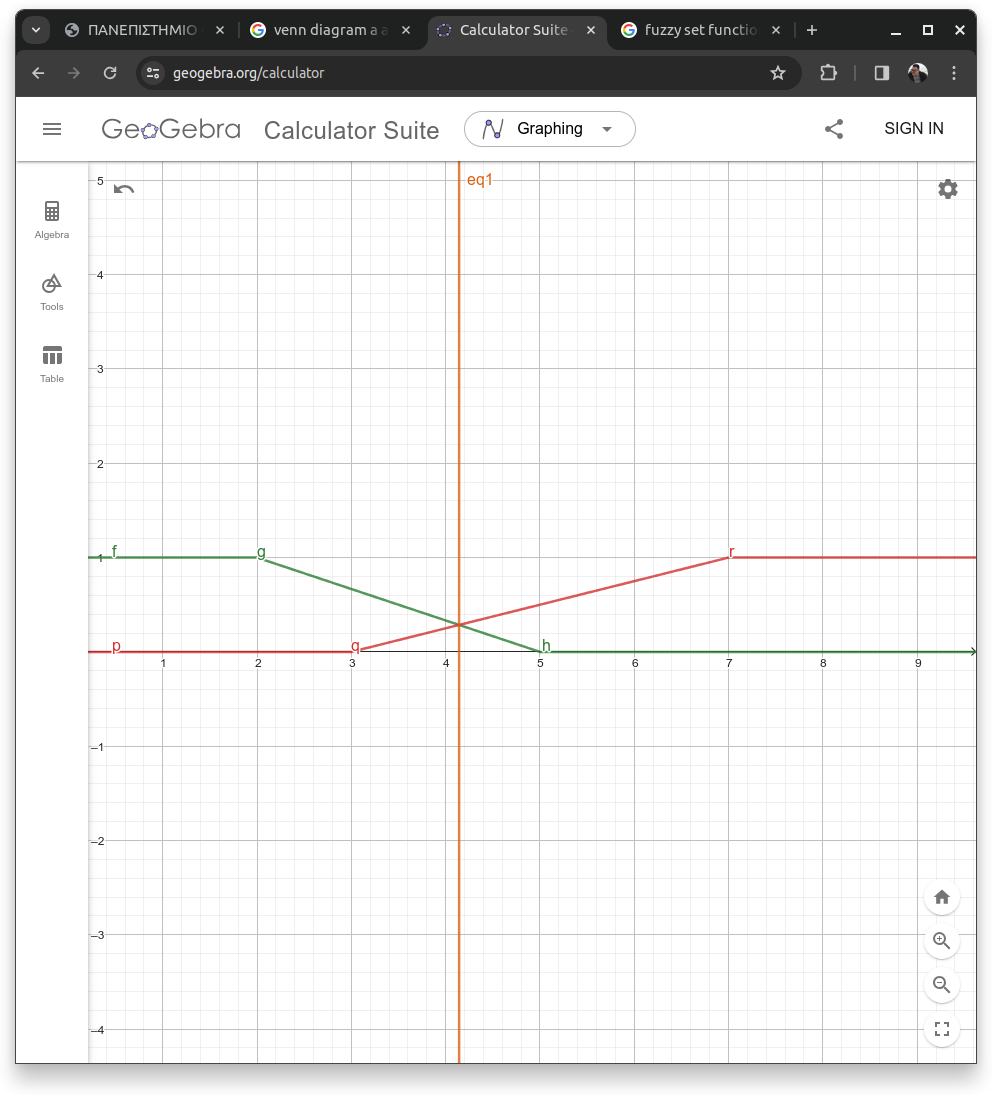 ΠΑΝΕΠΙΣΤΗΜΙΟ
venn diagram a a
Calculator Suite
fuzzy set functio
geogebra.org/calculator
GeoGebra Calculator Suite
Graphing
SIGN IN
Algebra
Tools
Table
eq1
5
4
3
2
1
f
g
r
p
q
h
1 2 3 4 5 6 7 8 9
–1
–2
–3
–4